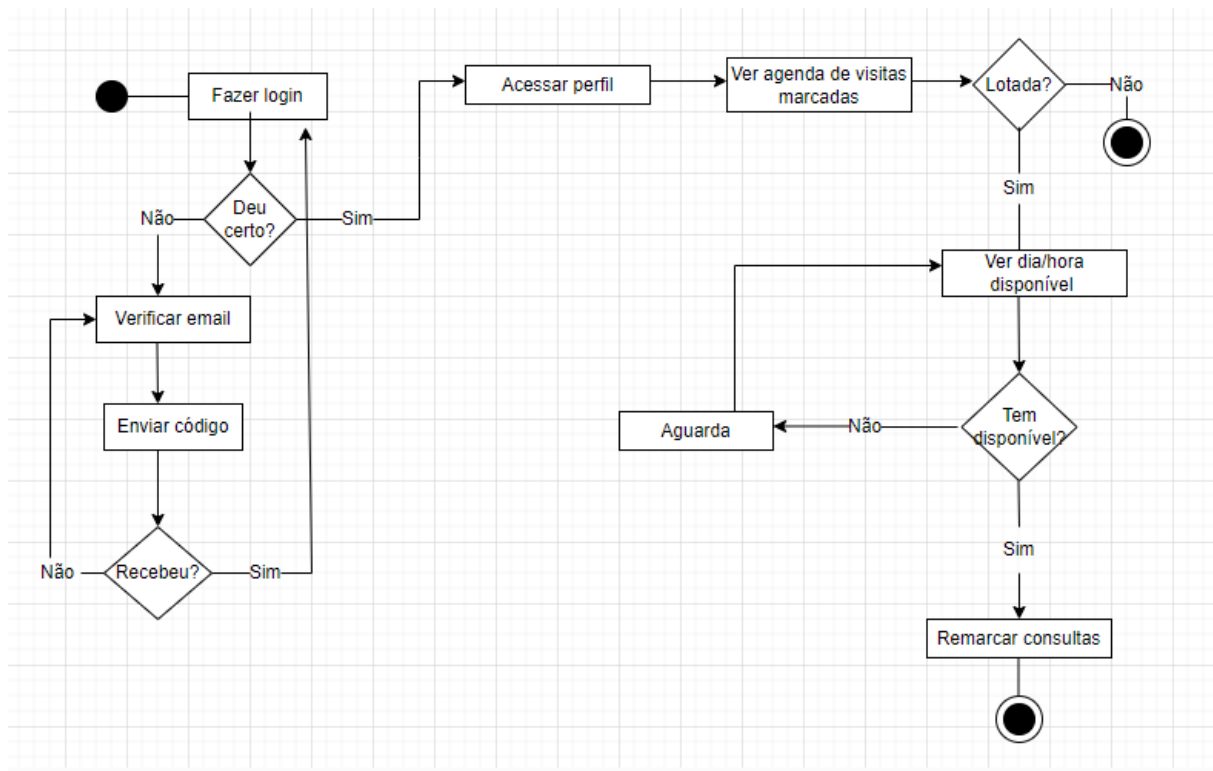 Fazer login
Deu
certo?
Não
Sim
Verificar email
Enviar código
Recebeu?
Não
Sim
Acessar perfil
Ver agenda de visitas
marcadas
Lotada?
Não
Sim
Ver dia/hora
disponível
Tem
disponível?
Não
Aguarda
Sim
Remarcar consultas